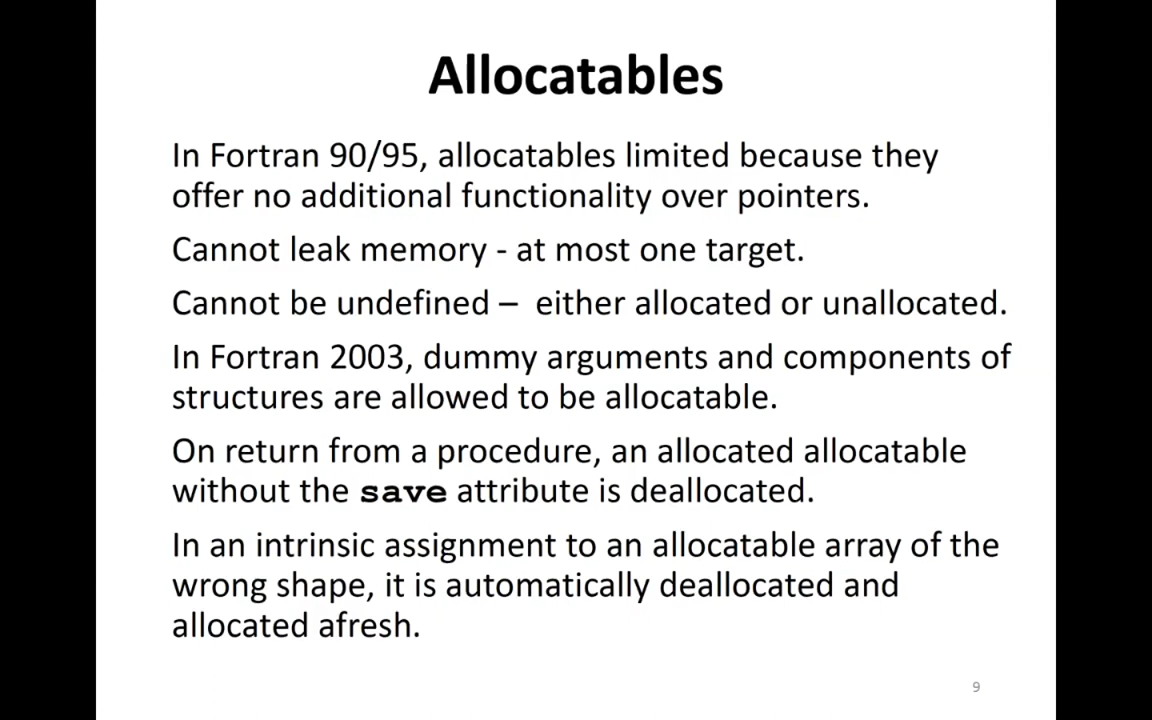 Allocatables
In Fortran 90/95, allocatables limited because they
offer no additional functionality over pointers.
Cannot leak memory - at most one target.
Cannot be undefined – either allocated or unallocated.
In Fortran 2003, dummy arguments and components of
structures are allowed to be allocatable.
On return from a procedure, an allocated allocatable
without the save attribute is deallocated.
In an intrinsic assignment to an allocatable array of the
wrong shape, it is automatically deallocated and
allocated afresh.
9